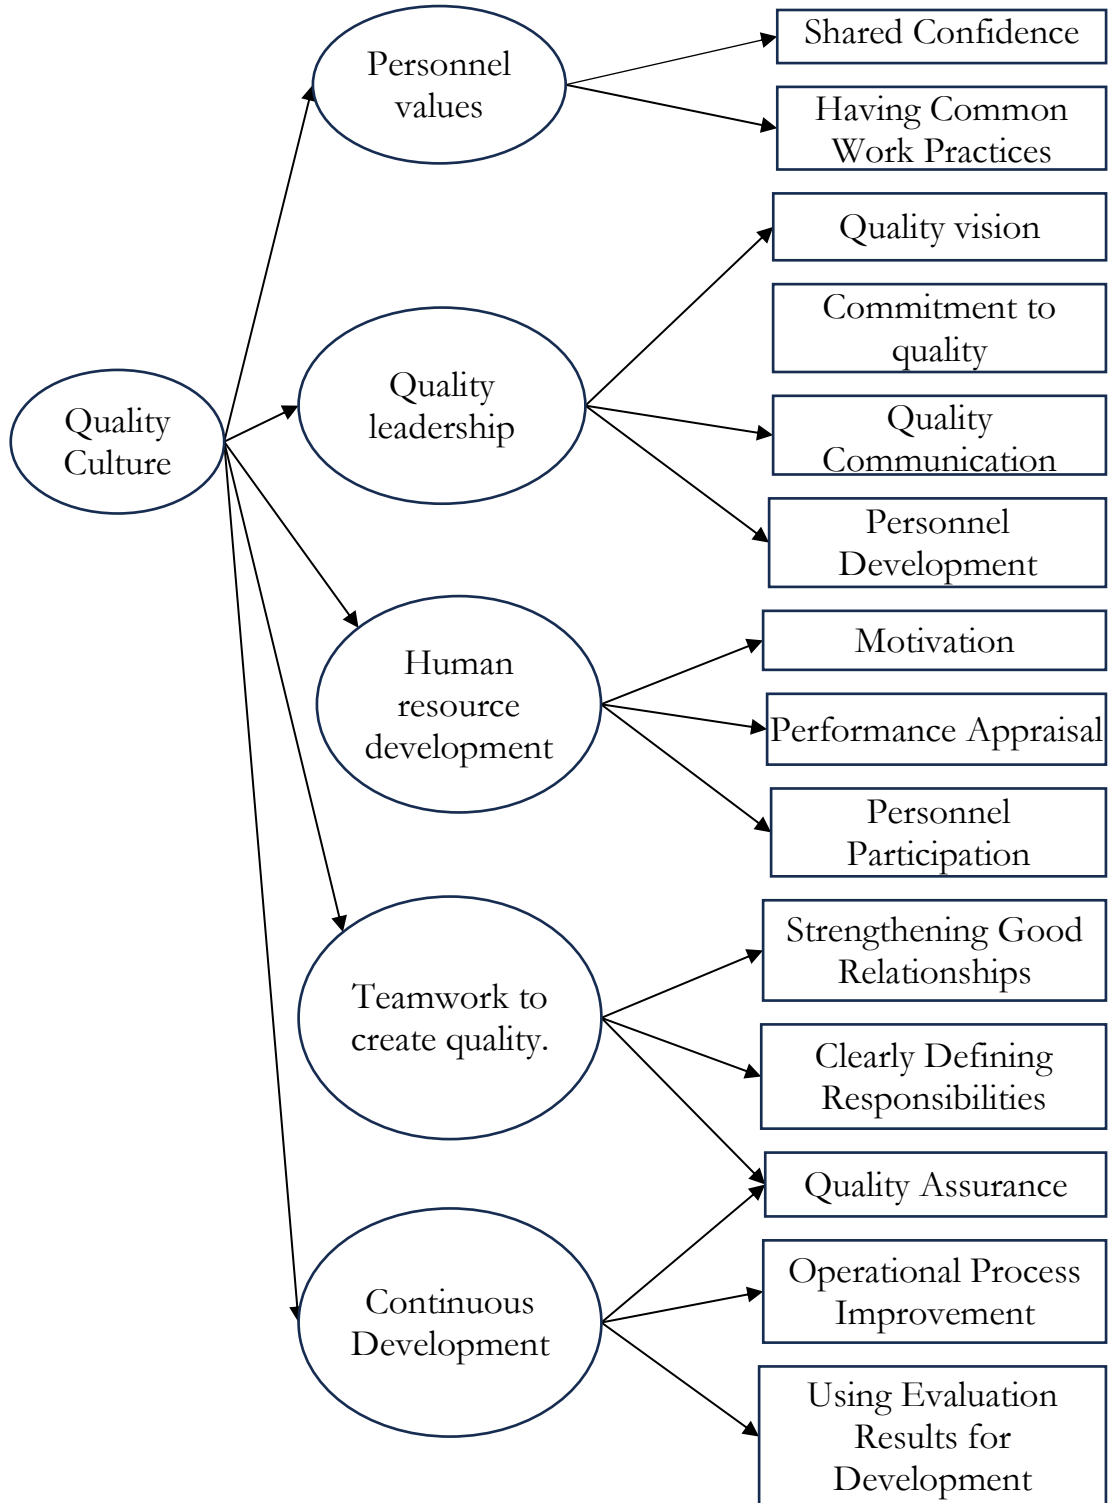 Quality
Culture
Personnel
values
Shared Confidence
Having Common
Work Practices
Quality
leadership
Quality vision
Commitment to
quality
Quality
Communication
Personnel
Development
Human
resource
development
Motivation
Performance Appraisal
Personnel
Participation
Teamwork to
create quality.
Strengthening Good
Relationships
Clearly Defining
Responsibilities
Quality Assurance
Continuous
Development
Operational Process
Improvement
Using Evaluation
Results for
Development